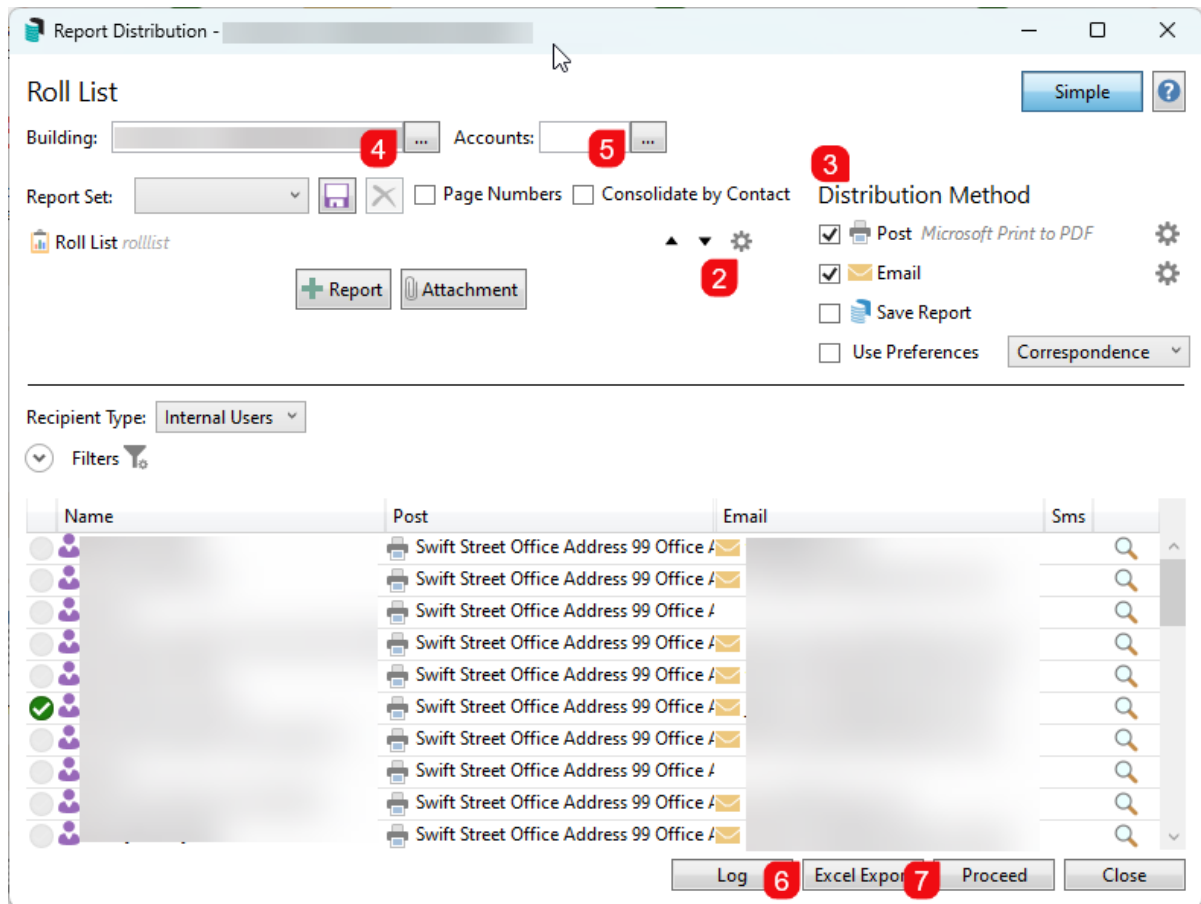 Report Distribution -
Roll List
Simple
?
Building:
4
...
Accounts:
5
...
Report Set:
Page Numbers
Consolidate by Contact
3
Distribution Method
Roll List rolllist
2
Post Microsoft Print to PDF
Report
Attachment
Email
Save Report
Use Preferences
Correspondence
Recipient Type:
Internal Users
Filters
Name Post Email Sms
Swift Street Office Address 99 Office
Swift Street Office Address 99 Office
Swift Street Office Address 99 Office
Swift Street Office Address 99 Office
Swift Street Office Address 99 Office
Swift Street Office Address 99 Office
Swift Street Office Address 99 Office
Swift Street Office Address 99 Office
Swift Street Office Address 99 Office
Swift Street Office Address 99 Office
Log
6
Excel Expor
7
Proceed
Close